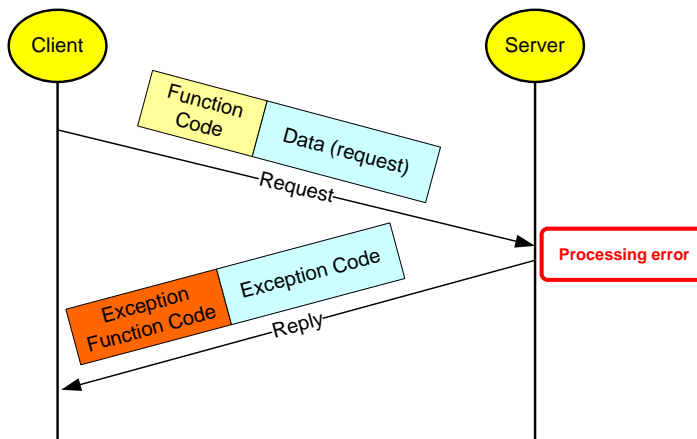 Client
Server
Function
Code
Data (request)
Request
Processing error
Exception
Function Code
Exception Code
Reply